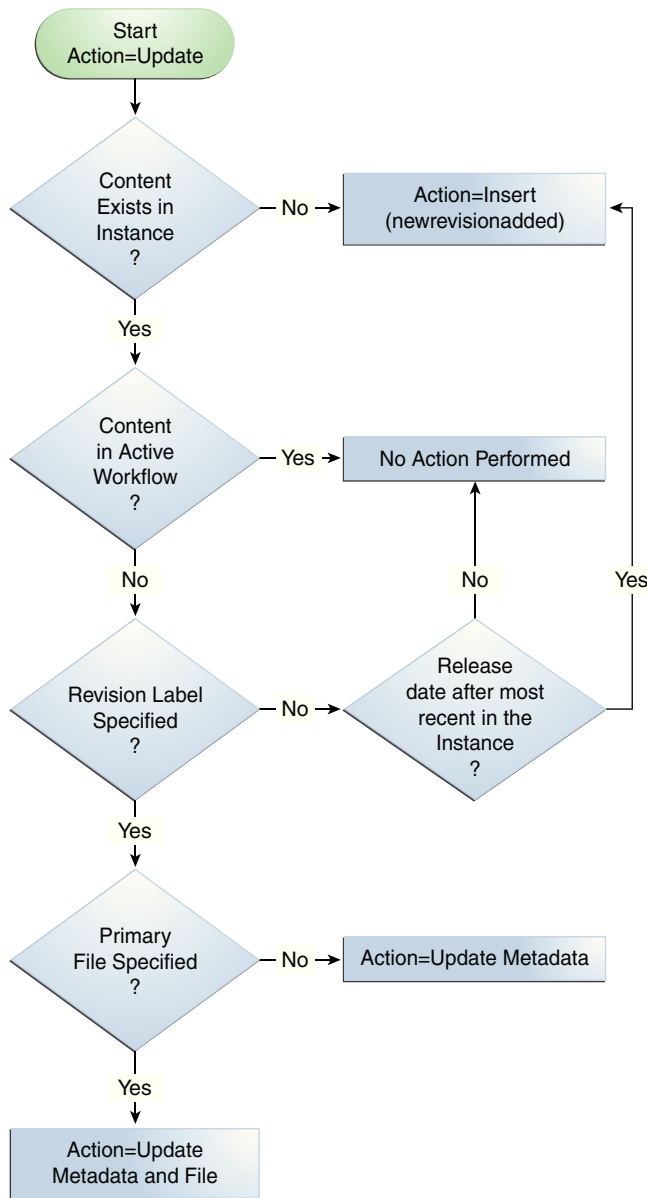 Start
Action=Update
Content
Exists in
Instance
?
No
Action=Insert
(newrevisionadded)
Yes
Content
in Active
Workflow
?
Yes
No Action Performed
No
No
Yes
Revision Label
Specified
?
No
Release
date after most
recent in the
Instance
?
Yes
Primary
File Specified
?
No
Action=Update Metadata
Yes
Action=Update
Metadata and File